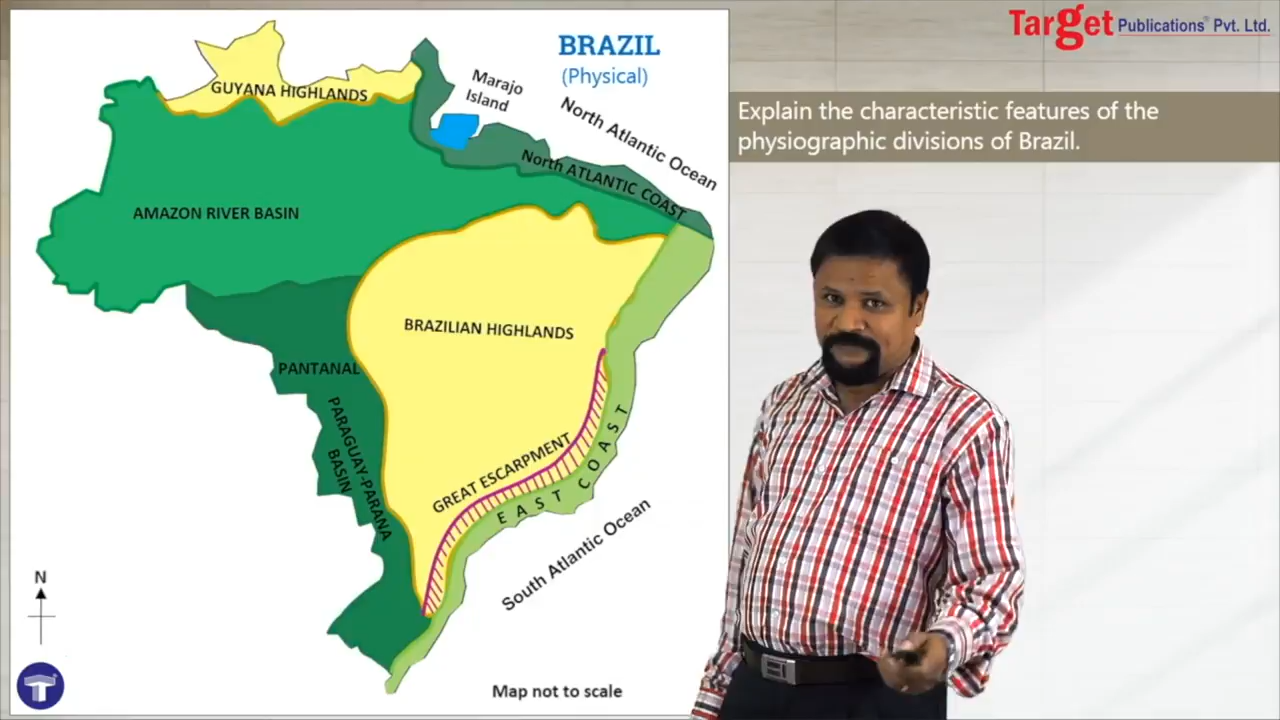 BRAZIL
(Physical)
GUYANA HIGHLANDS
Marajo
Island
North Atlantic Ocean
North ATLANTIC COAST
AMAZON RIVER BASIN
BRAZILIAN HIGHLANDS
PANTANAL
PARAGUAY-PARANA
BASIN
GREAT ESCARPMENT
EAST COAST
South Atlantic Ocean
N
Map not to scale
Target Publications® Pvt. Ltd.
Explain the characteristic features of the
physiographic divisions of Brazil.
T